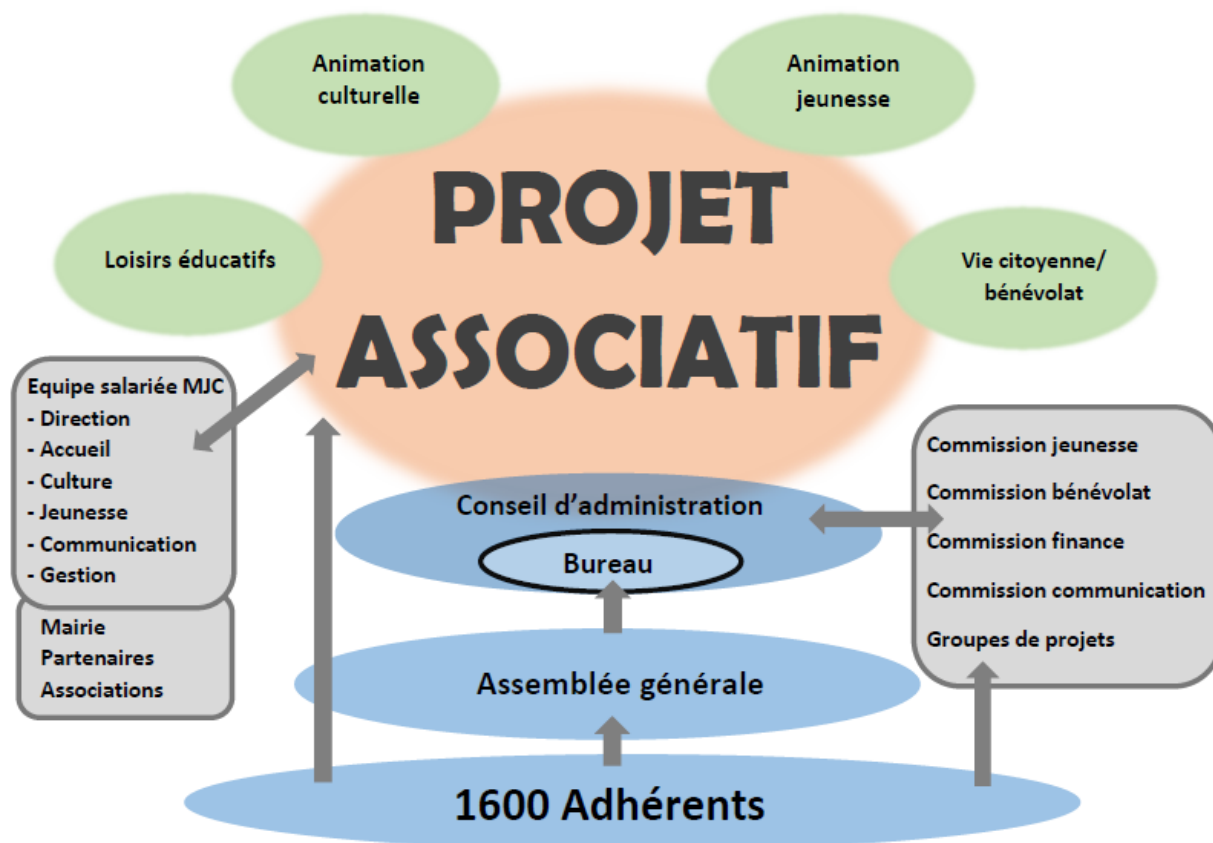 Animation
culturelle
Animation
jeunesse
PROJET
ASSOCIATIF
Loisirs éducatifs
Vie citoyenne/
bénévolat
Equipe salariée MJC
- Direction
- Accueil
- Culture
- Jeunesse
- Communication
- Gestion
Mairie
Partenaires
Associations
Conseil d’administration
Bureau
Commission jeunesse
Commission bénévolat
Commission finance
Commission communication
Groupes de projets
Assemblée générale
1600 Adhérents